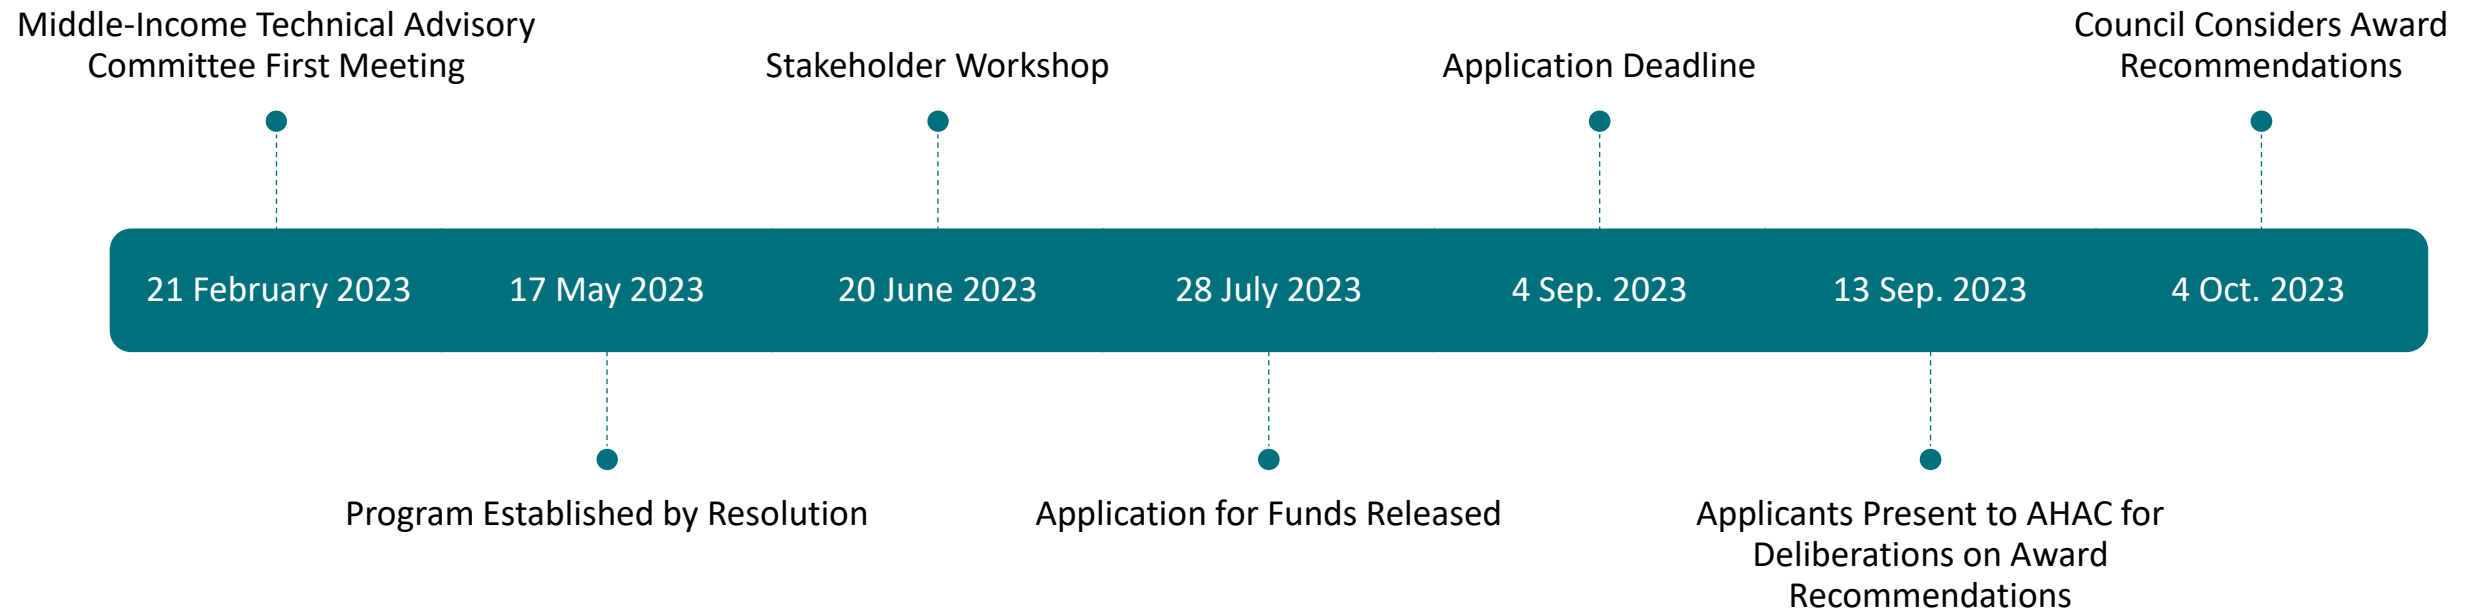 Middle-Income Technical Advisory
Committee First Meeting
Stakeholder Workshop
Application Deadline
Council Considers Award
Recommendations
21 February 2023
17 May 2023
20 June 2023
28 July 2023
4 Sep. 2023
13 Sep. 2023
4 Oct. 2023
Program Established by Resolution
Application for Funds Released
Applicants Present to AHAC for
Deliberations on Award
Recommendations